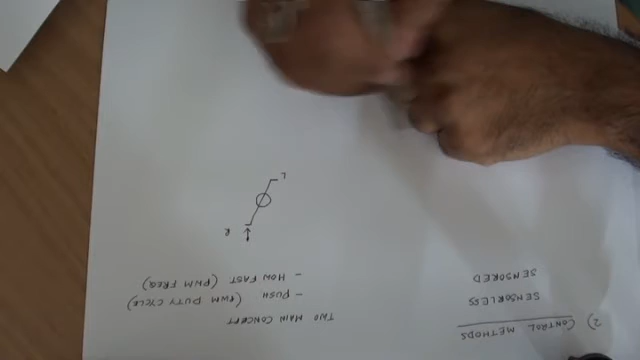 2) CONTROL METHODS
SENSORLESS
SENSORED
TWO MAIN CONCEPT
- PUSH (PWM DUTY CYCLE)
- HOW FAST (PWM FREQ)
R
L